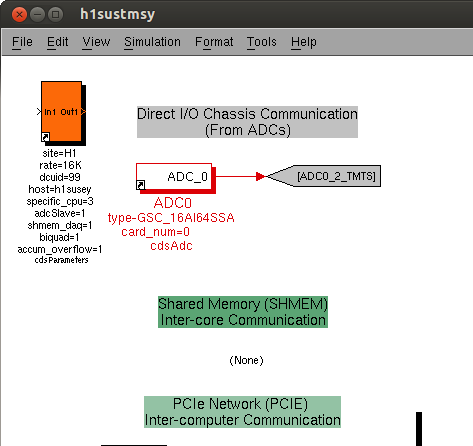 h1sustmsy
File Edit View Simulation Format Tools Help
In1 Out1
site=H1
rate=16K
dcuid=99
host=h1susey
specific_cpu=3
adcSlave=1
shmem_daq=1
biquad=1
accum_overflow=1
cdsParameters
Direct I/O Chassis Communication
(From ADCs)
ADC_0
[ADC0_2_TMTS]
ADC0
type-GSC_16AI64SSA
card_num=0
cdsAdc
Shared Memory (SHMEM)
Inter-core Communication
(None)
PCIe Network (PCIE)
Inter-computer Communication